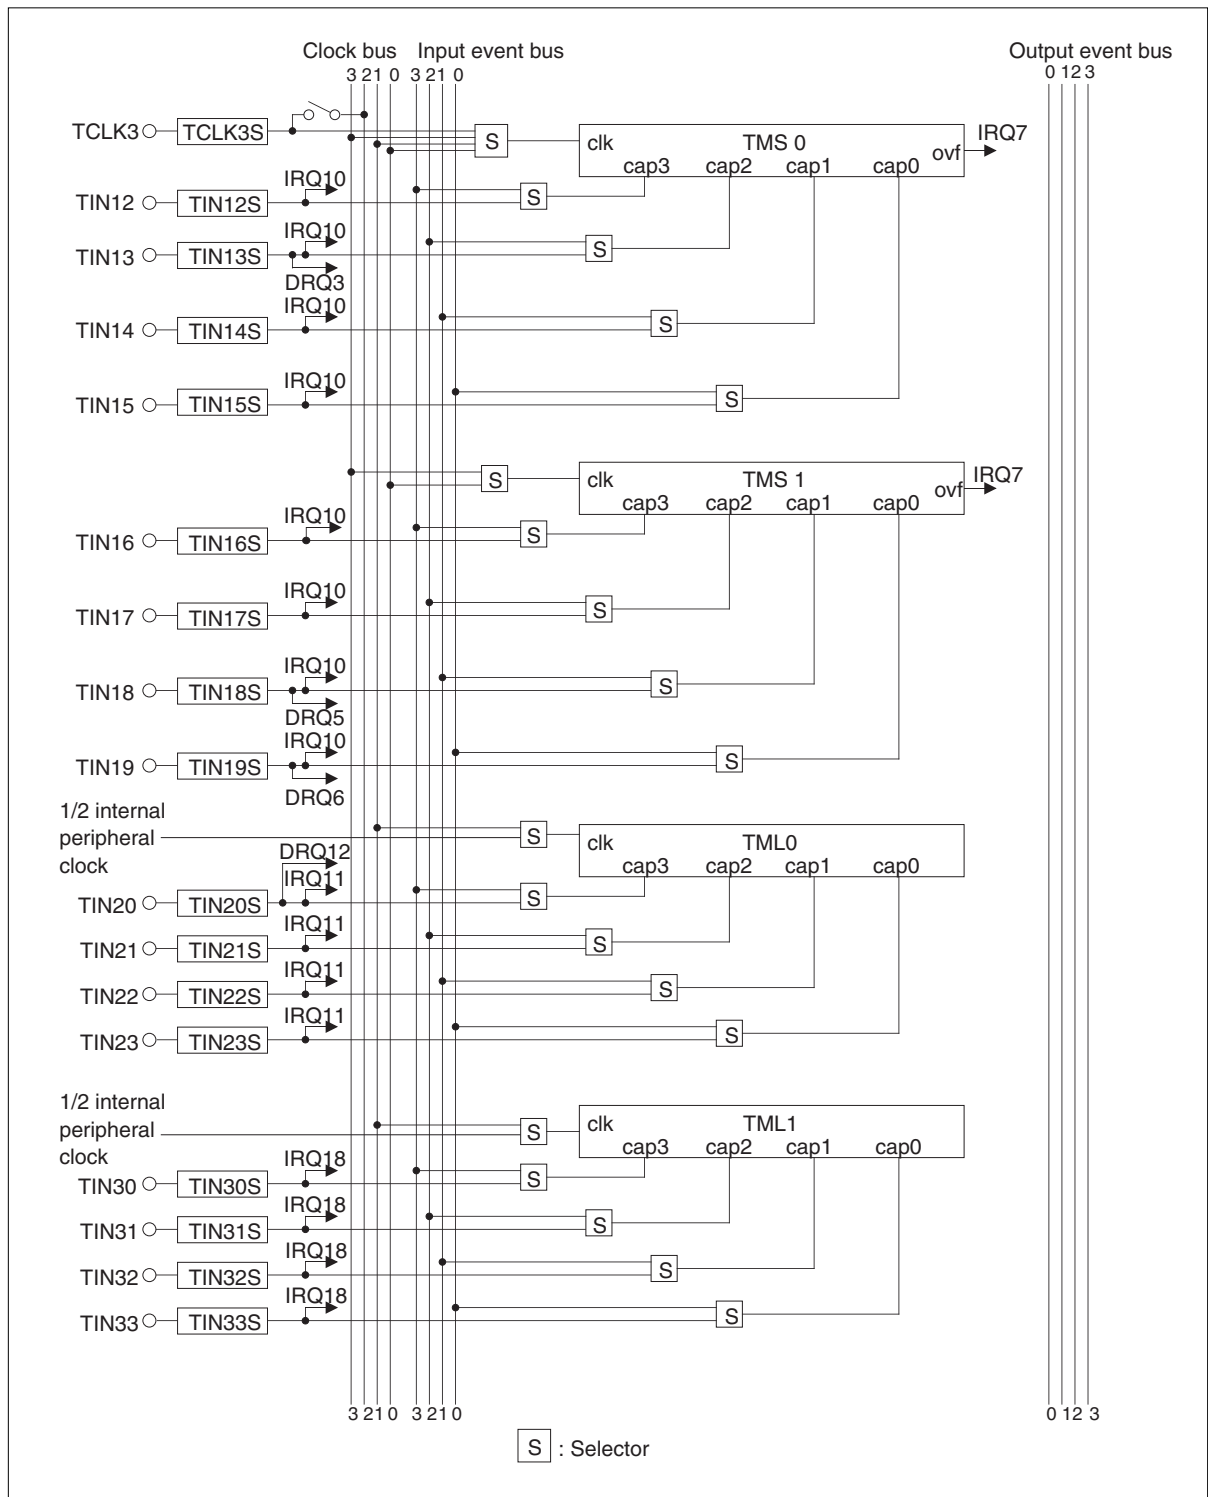 Clock bus Input event bus Output event bus
3 2 1 0 3 2 1 0 0 1 2 3
TCLK3 TCLK3S S clk TMS 0 ovf IRQ7
cap3 cap2 cap1 cap0
IRQ10
TIN12 TIN12S S
IRQ10
TIN13 TIN13S S
DRQ3
IRQ10
TIN14 TIN14S S
IRQ10
TIN15 TIN15S S
S clk TMS 1 ovf IRQ7
cap3 cap2 cap1 cap0
IRQ10
TIN16 TIN16S S
IRQ10
TIN17 TIN17S S
IRQ10
TIN18 TIN18S S
DRQ5
IRQ10
TIN19 TIN19S S
DRQ6
1/2 internal
peripheral S clk TML0
clock
cap3 cap2 cap1 cap0
DRQ12
IRQ11
TIN20 TIN20S S
IRQ11
TIN21 TIN21S S
IRQ11
TIN22 TIN22S S
IRQ11
TIN23 TIN23S S
1/2 internal
peripheral S clk TML1
clock
cap3 cap2 cap1 cap0
IRQ18
TIN30 TIN30S S
IRQ18
TIN31 TIN31S S
IRQ18
TIN32 TIN32S S
IRQ18
TIN33 TIN33S S
3 2 1 0 3 2 1 0 0 1 2 3
S : Selector